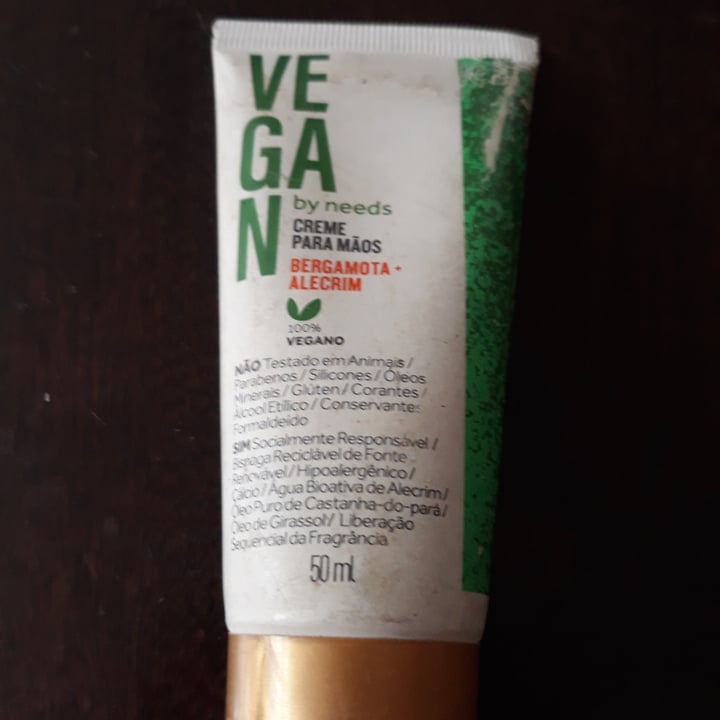 VE
GA
N
by needs
CREME
PARA MÃOS
BERGAMOTA +
ALECRIM
100%
VEGANO
NÃO Testado em Animais /
Parabenos / Silicones / Óleos
Minerais / Glúten / Corantes /
Álcool Etílico / Conservantes
Formaldeído
SIM Socialmente Responsável /
Bisnaga Reciclável de Fonte
Renovável / Hipoalergênico /
Cálcio / Água Bioativa de Alecrim /
Óleo Puro de Castanha-do-pará /
Óleo de Girassol / Liberação
Sequencial da Fragrância
50 ml